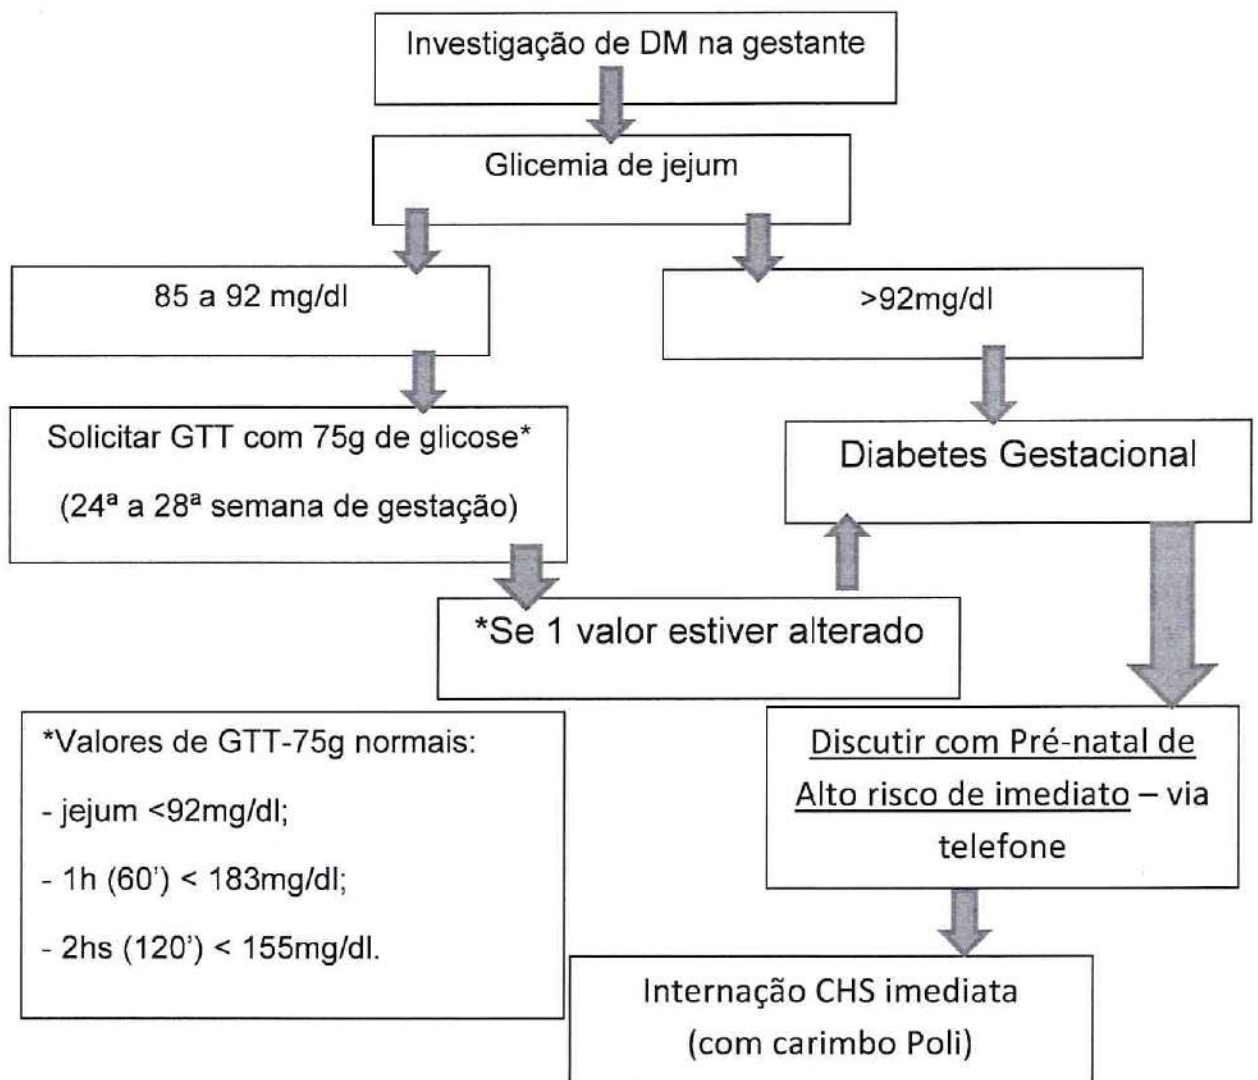 Investigação de DM na gestante
Glicemia de jejum
85 a 92 mg/dl
>92mg/dl
Solicitar GTT com 75g de glicose*
(24ª a 28ª semana de gestação)
Diabetes Gestacional
*Se 1 valor estiver alterado
*Valores de GTT-75g normais:
- jejum <92mg/dl;
- 1h (60’) < 183mg/dl;
- 2hs (120’) < 155mg/dl.
Discutir com Pré-natal de
Alto risco de imediato – via
telefone
Internação CHS imediata
(com carimbo Poli)